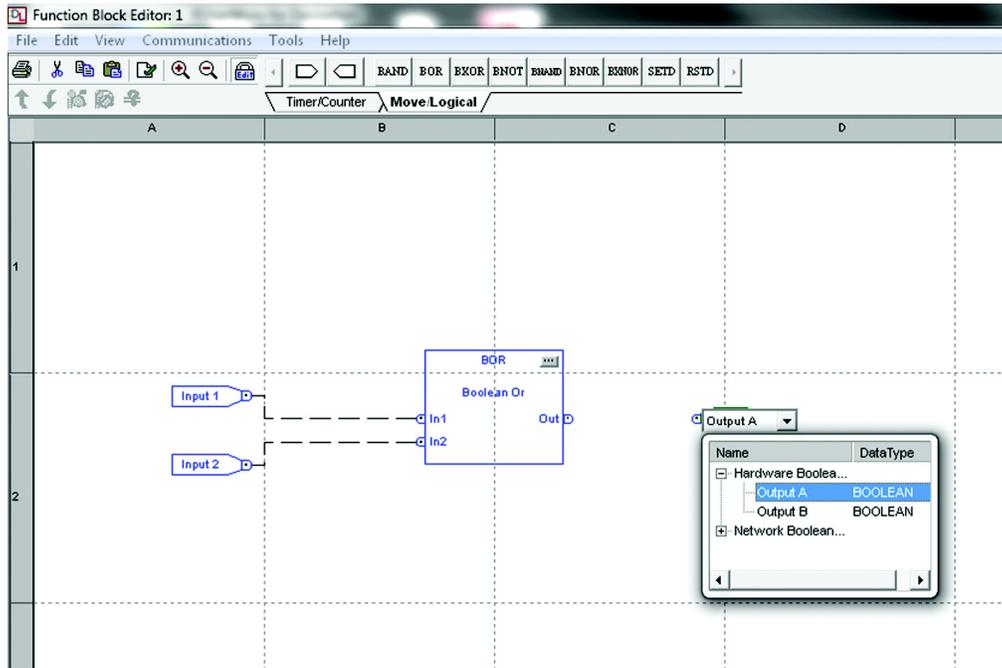 DL Function Block Editor: 1
File Edit View Communications Tools Help
Edit BAND BOR BXOR BNOT BNAND BNOR BXNOR SETD RSTD
Timer/Counter Move/Logical
A B C D
1
BOR
Input 1
Boolean Or
In1 Out
Output A
In2
Name DataType
Input 2
Hardware Boolea...
2
Output A BOOLEAN
Output B BOOLEAN
Network Boolean...